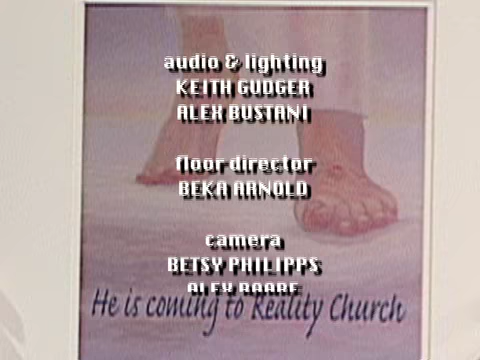 audio & lighting
KEITH GUDGER
ALEX BUSTANI
floor director
BEKA ARNOLD
camera
BETSY PHILIPPS
ALEX
He is coming to Reality Church